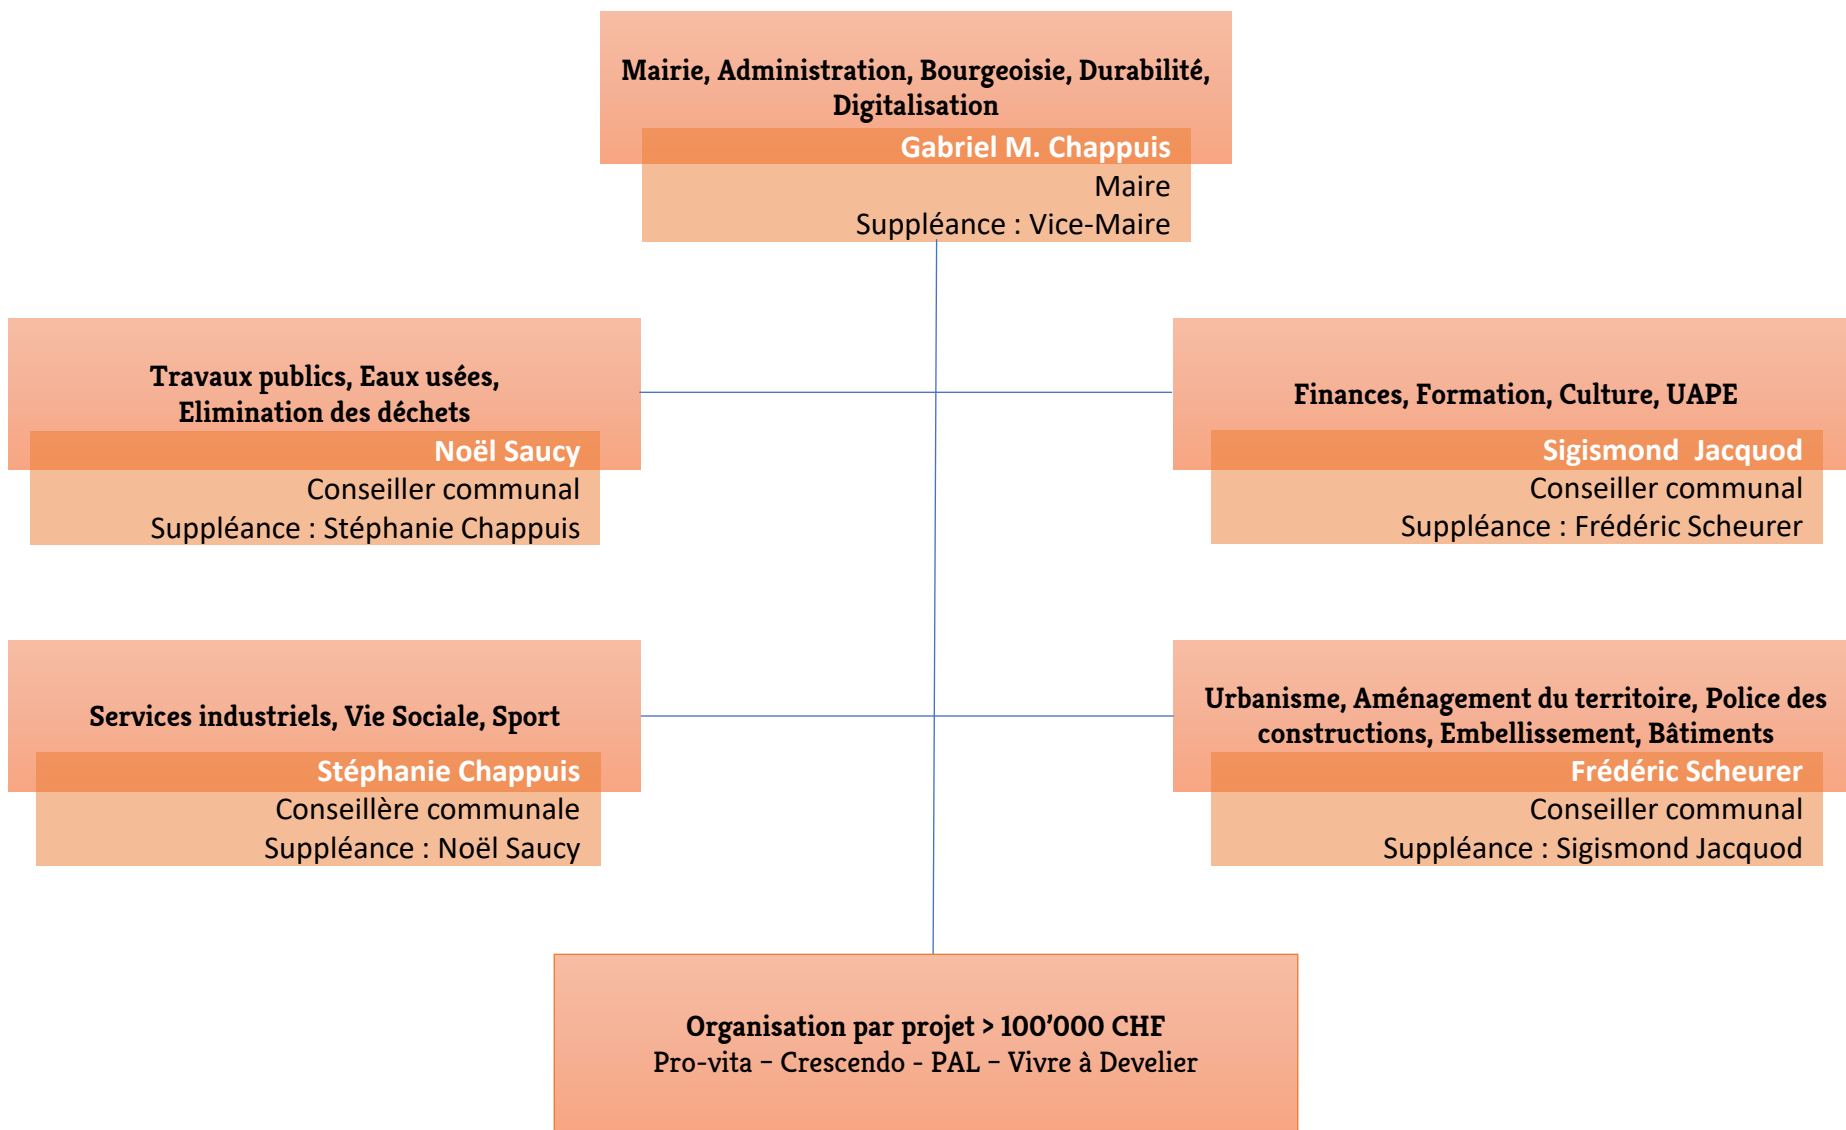 Mairie, Administration, Bourgeoisie, Durabilité,
Digitalisation
Gabriel M. Chappuis
Maire
Suppléance : Vice-Maire
Travaux publics, Eaux usées,
Elimination des déchets
Noël Saucy
Conseiller communal
Suppléance : Stéphanie Chappuis
Finances, Formation, Culture, UAPE
Sigismond  Jacquod
Conseiller communal
Suppléance : Frédéric Scheurer
Services industriels, Vie Sociale, Sport
Stéphanie Chappuis
Conseillère communale
Suppléance : Noël Saucy
Urbanisme, Aménagement du territoire, Police des
constructions, Embellissement, Bâtiments
Frédéric Scheurer
Conseiller communal
Suppléance : Sigismond Jacquod
Organisation par projet > 100’000 CHF
Pro-vita – Crescendo - PAL – Vivre à Develier